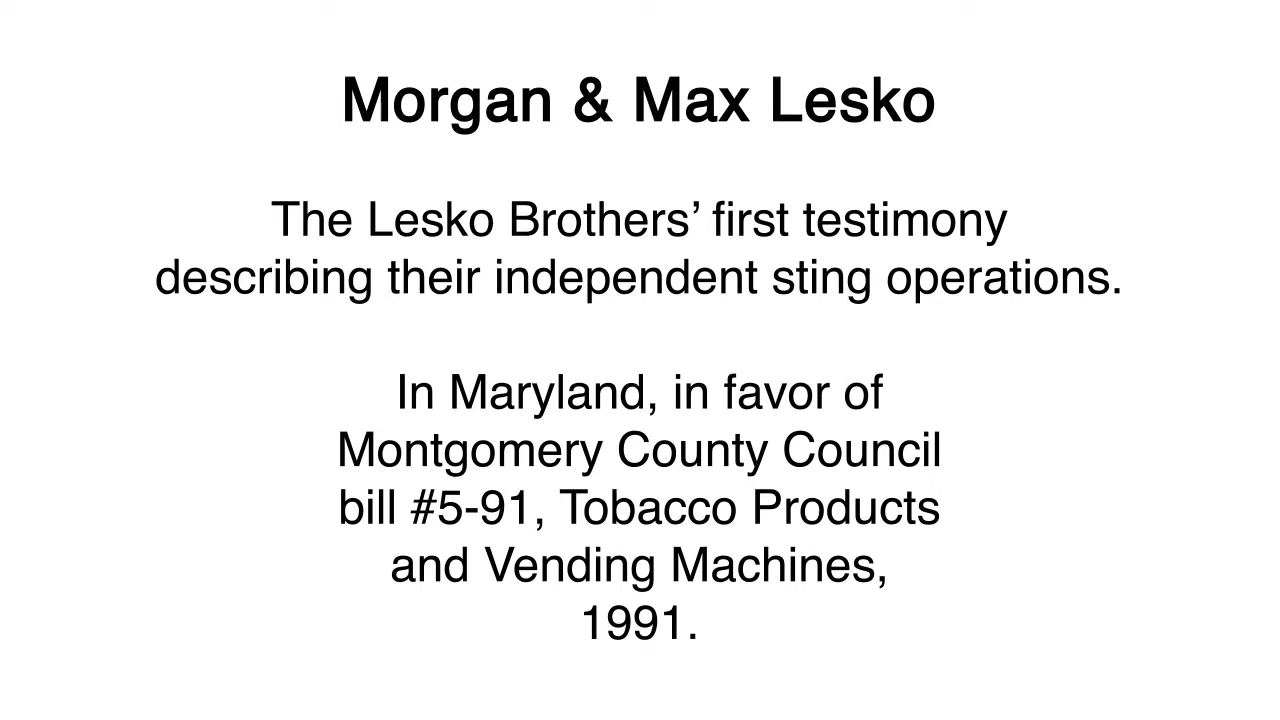 Morgan & Max Lesko
The Lesko Brothers’ first testimony
describing their independent sting operations.
In Maryland, in favor of
Montgomery County Council
bill #5-91, Tobacco Products
and Vending Machines,
1991.